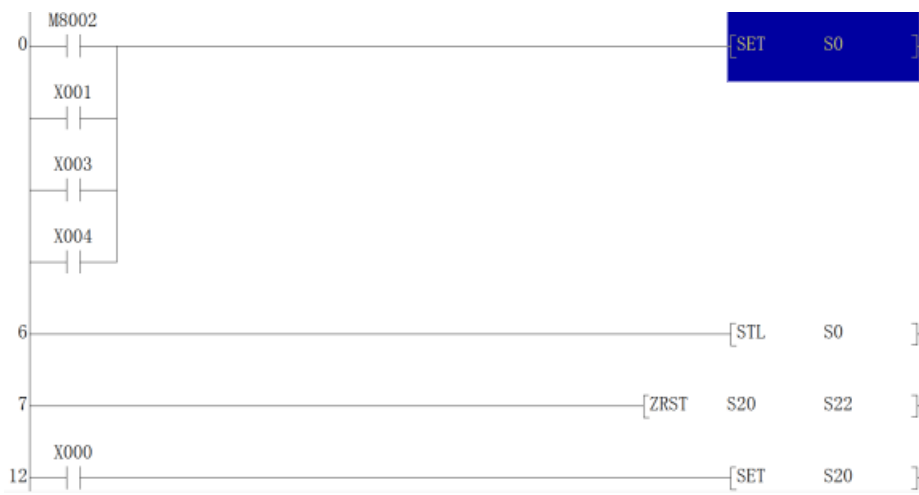 M8002
0 [SET S0 ]
X001
X003
X004
6 [STL S0 ]
7 [ZRST S20 S22 ]
X000
12 [SET S20 ]